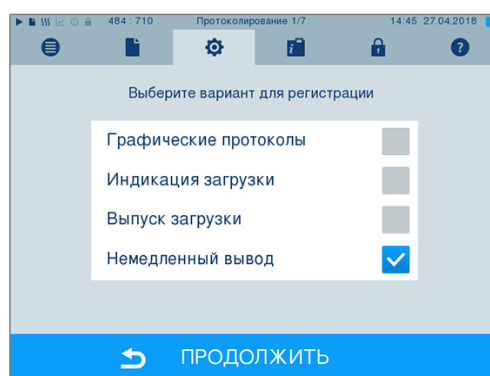 484 : 710 Протоколирование 1/7 14:45 27.04.2018
Выберите вариант для регистрации
Графические протоколы
Индикация загрузки
Выпуск загрузки
Немедленный вывод
ПРОДОЛЖИТЬ